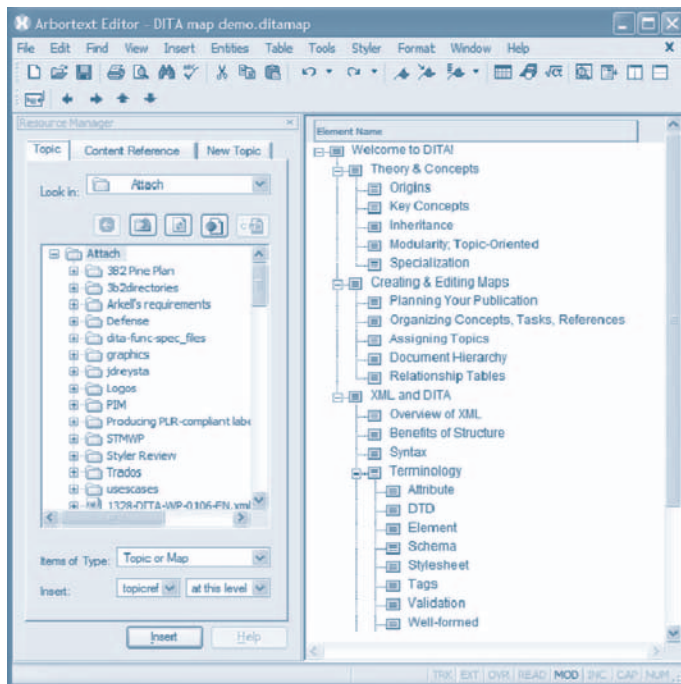 Arbortext Editor - DITA map demo.ditamap
File Edit Find View Insert Entities Table Tools Styler Format Window Help X
Resource Manager
Topic Content Reference New Topic
Look in: Attach
Attach
382 Pine Plan
3b2directories
Arkell's requirements
Defense
dita-func-spec_files
graphics
jdreysta
Logos
PIM
Producing PLR-compliant labe
STMWP
Styler Review
Trados
usescases
1328-DITA-WP-0106-EN.xml
Items of Type: Topic or Map
Insert: topicref at this level
Insert Help
Element Name
Welcome to DITA!
Theory & Concepts
Origins
Key Concepts
Inheritance
Modularity, Topic-Oriented
Specialization
Creating & Editing Maps
Planning Your Publication
Organizing Concepts, Tasks, References
Assigning Topics
Document Hierarchy
Relationship Tables
XML and DITA
Overview of XML
Benefits of Structure
Syntax
Terminology
Attribute
DTD
Element
Schema
Stylesheet
Tags
Validation
Well-formed
TRK EXT OVR READ MOD INC CAP NUM